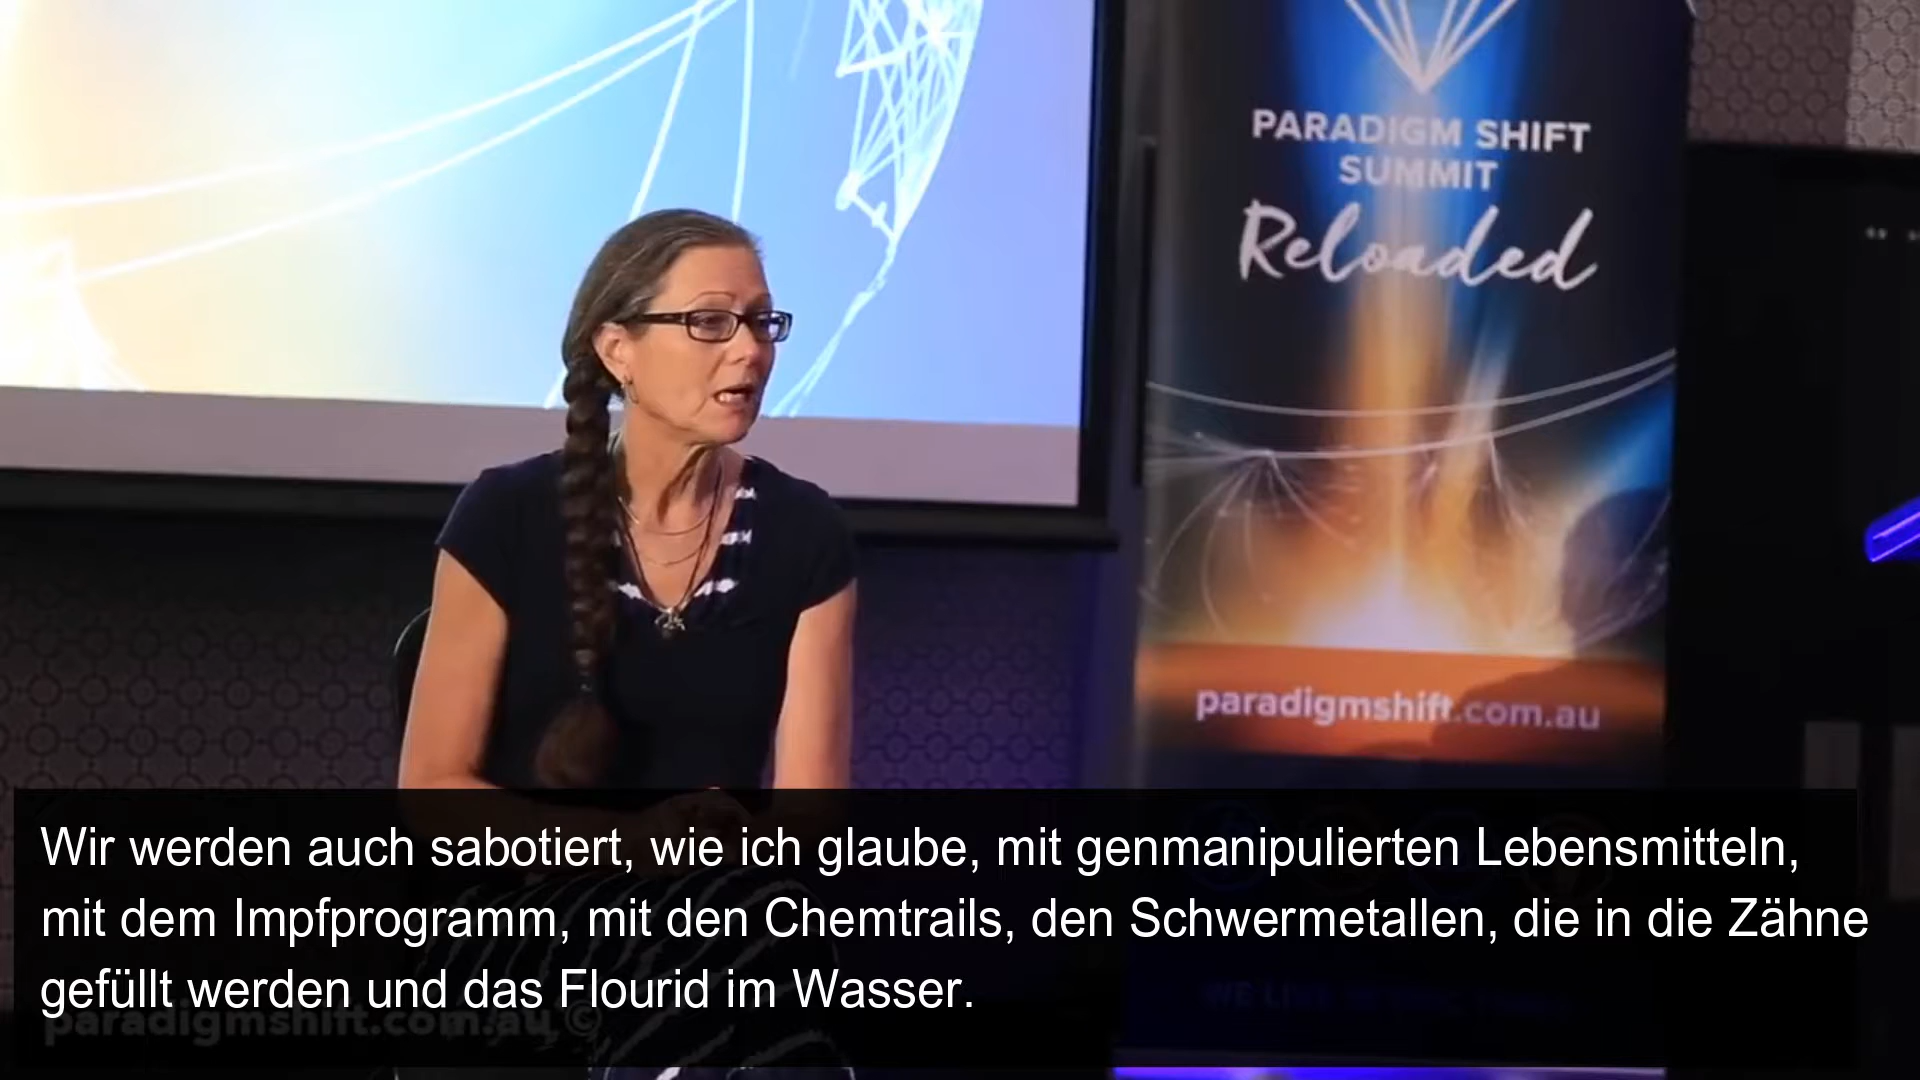 PARADIGM SHIFT
SUMMIT
Reloaded
paradigmshift.com.au
Wir werden auch sabotiert, wie ich glaube, mit genmanipulierten Lebensmitteln,
mit dem Impfprogramm, mit den Chemtrails, den Schwermetallen, die in die Zähne
gefüllt werden und das Flourid im Wasser.
paradigmshift.com.au ©